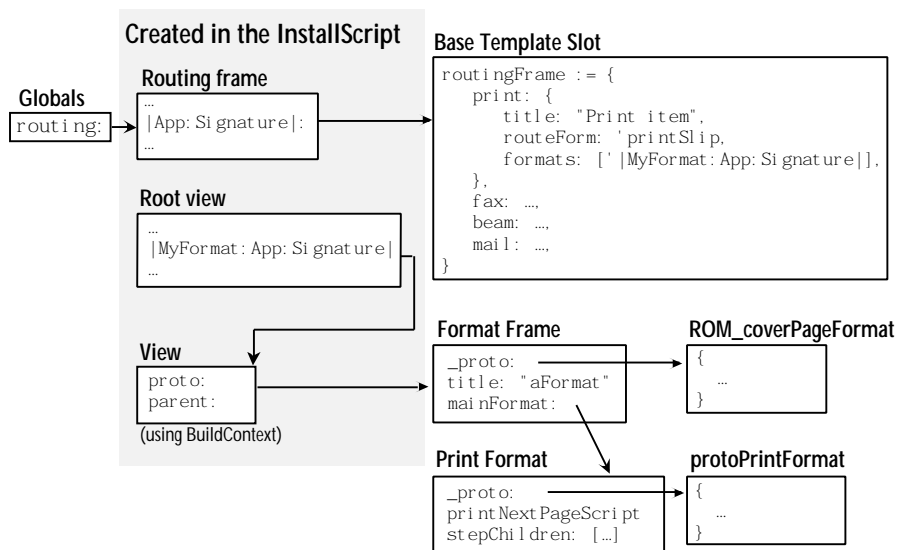 Created in the InstallScript
Globals
routing:
Routing frame
…
|App:Signature|:
…
Base Template Slot
routingFrame := {
print: {
title: "Print item",
routeForm: 'printSlip,
formats: ['|MyFormat:App:Signature|],
},
fax: …,
beam: …,
mail: …,
}
Root view
…
|MyFormat:App:Signature|
…
View
proto:
parent:
(using BuildContext)
Format Frame
_proto:
title: "aFormat"
mainFormat:
ROM_coverPageFormat
{
…
}
Print Format
_proto:
printNextPageScript
stepChildren: […]
protoPrintFormat
{
…
}